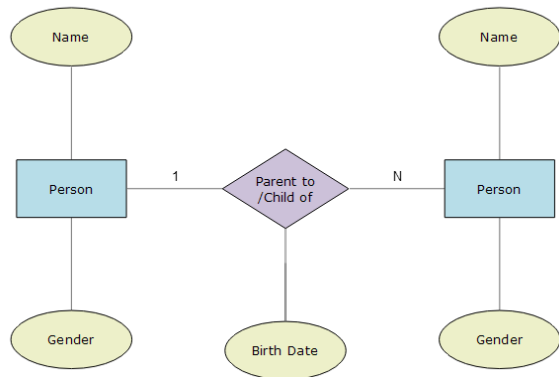 Name
Name
Person
1
Parent to
/Child of
N
Person
Gender
Birth Date
Gender